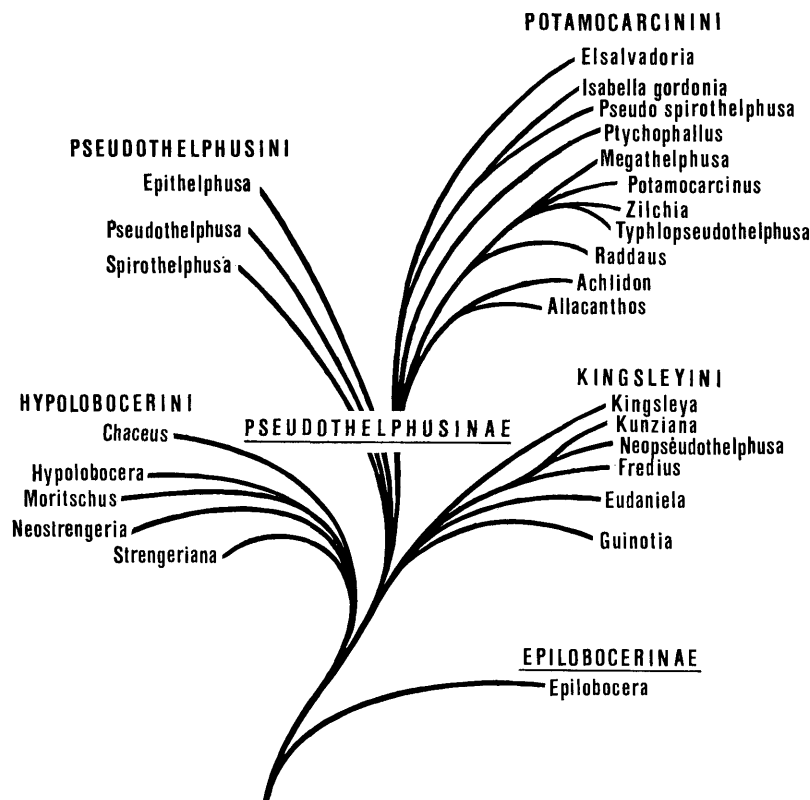 POTAMOCARCININI
Elsalvadoria
Isabella gordonia
Pseudo spirothelphusa
Ptychophallus
Megathelphusa
Potamocarcinus
Zilchia
Typhlopseudothelphusa
Raddaus
Achlidon
Allacanthos
PSEUDOTHELPHUSINI
Epithelphusa
Pseudothelphusa
Spirothelphusa
HYPOLOBOCERINI
Chaceus
Hypolobocera
Moritschus
Neostrengeria
Strengeriana
PSEUDOTHELPHUSINAE
KINGSLEYINI
Kingsleya
Kunziana
Neopseudothelphusa
Fredius
Eudaniela
Guinotia
EPILOBOCERINAE
Epilobocera